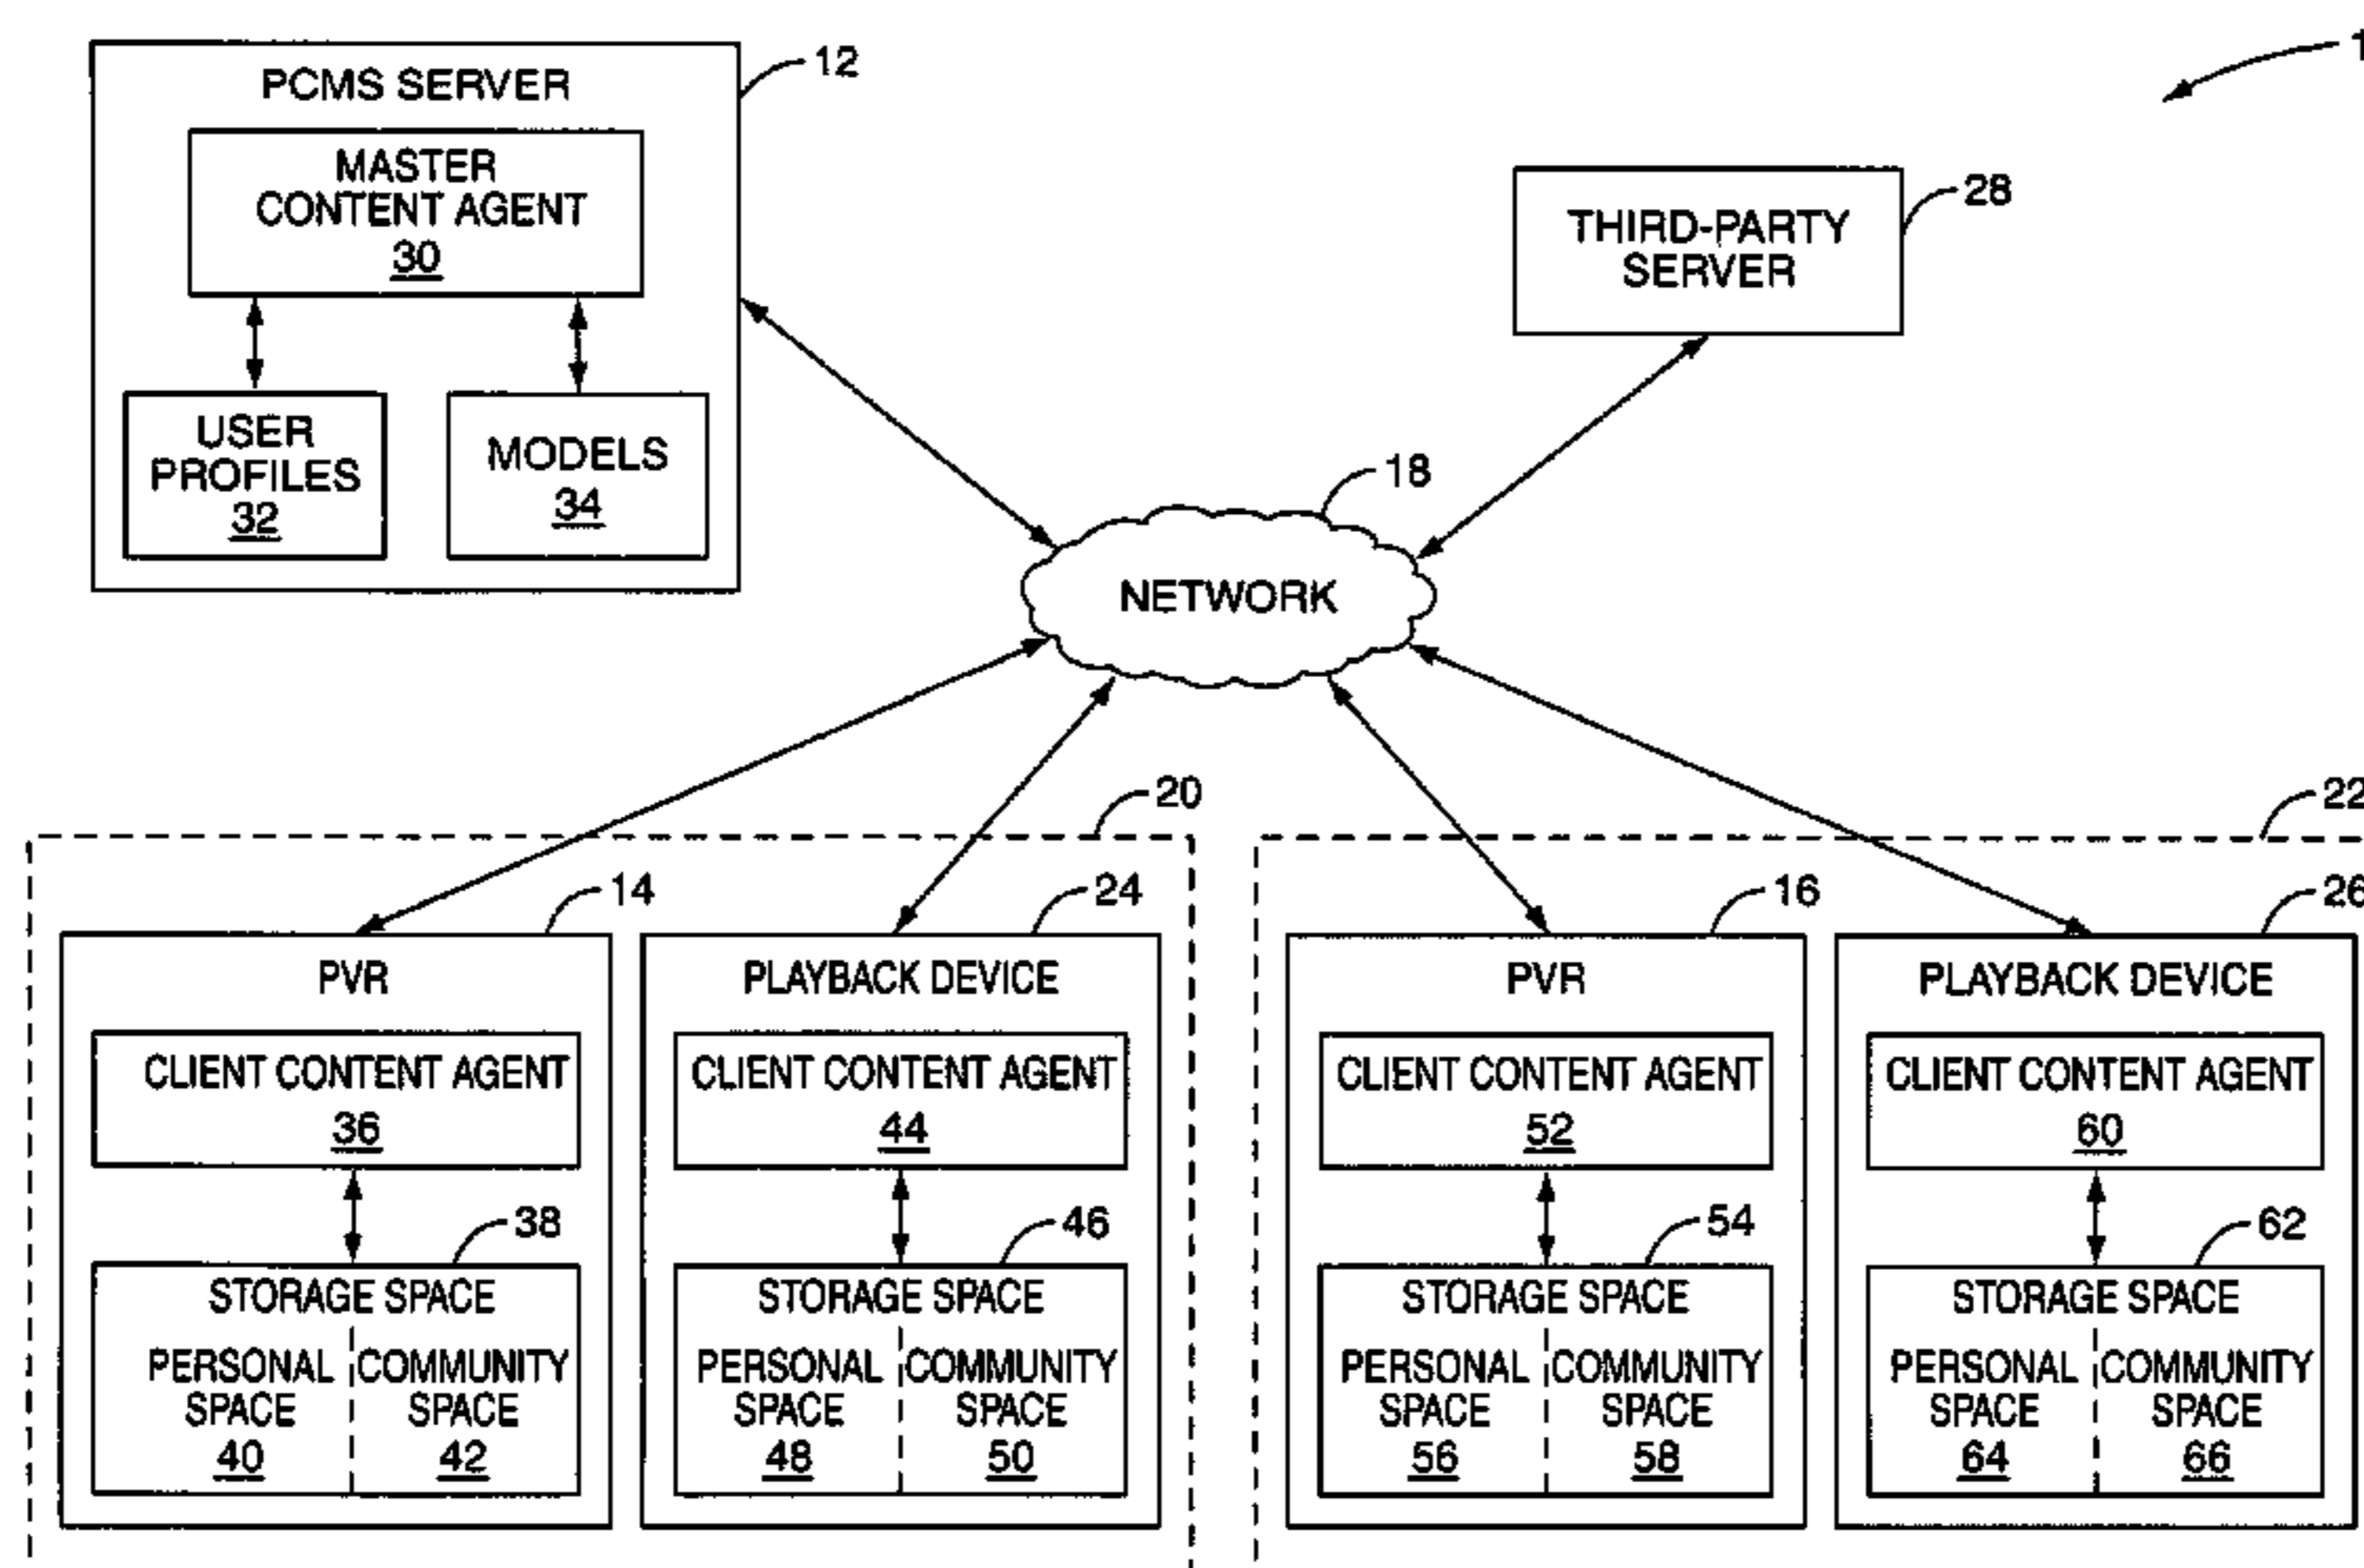 PCMS SERVER
12
MASTER
CONTENT AGENT
30
USER
PROFILES
32
MODELS
34
THIRD-PARTY
SERVER
28
18
NETWORK
20
22
14
PVR
CLIENT CONTENT AGENT
36
38
STORAGE SPACE
PERSONAL
SPACE
40
COMMUNITY
SPACE
42
24
PLAYBACK DEVICE
CLIENT CONTENT AGENT
44
46
STORAGE SPACE
PERSONAL
SPACE
48
COMMUNITY
SPACE
50
16
PVR
CLIENT CONTENT AGENT
52
54
STORAGE SPACE
PERSONAL
SPACE
56
COMMUNITY
SPACE
58
26
PLAYBACK DEVICE
CLIENT CONTENT AGENT
60
62
STORAGE SPACE
PERSONAL
SPACE
64
COMMUNITY
SPACE
66